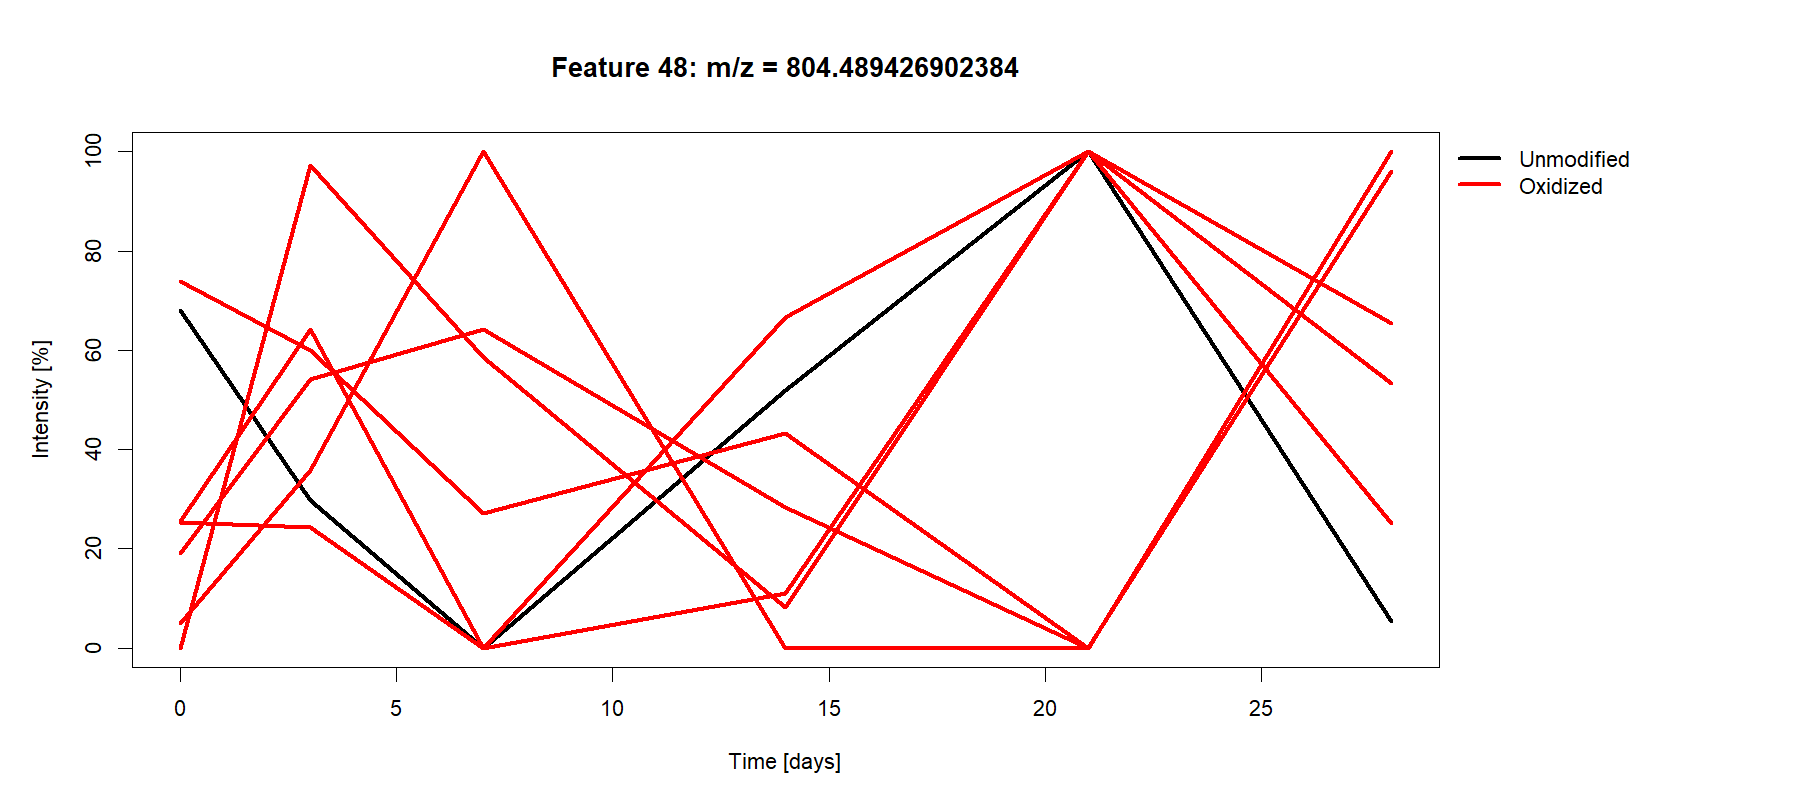 Feature 48: m/z = 804.489426902384
Unmodified
Oxidized
Intensity [%]
100
80
60
40
20
0
0 5 10 15 20 25
Time [days]